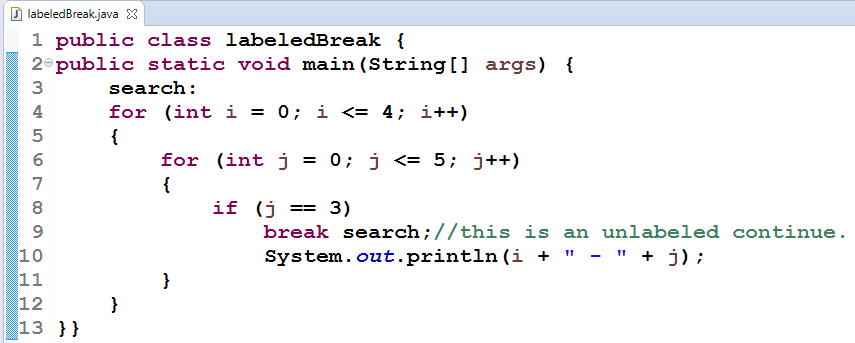 labeledBreak.java
1 public class labeledBreak {
2 public static void main(String[] args) {
3     search:
4     for (int i = 0; i <= 4; i++)
5     {
6         for (int j = 0; j <= 5; j++)
7         {
8             if (j == 3)
9                 break search;//this is an unlabeled continue.
10                 System.out.println(i + " - " + j);
11         }
12     }
13 }}